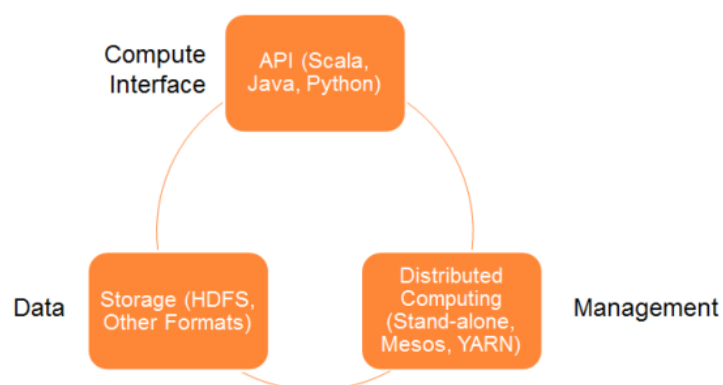 Compute
Interface
API (Scala,
Java, Python)
Data
Storage (HDFS,
Other Formats)
Distributed
Computing
(Stand-alone,
Mesos, YARN)
Management